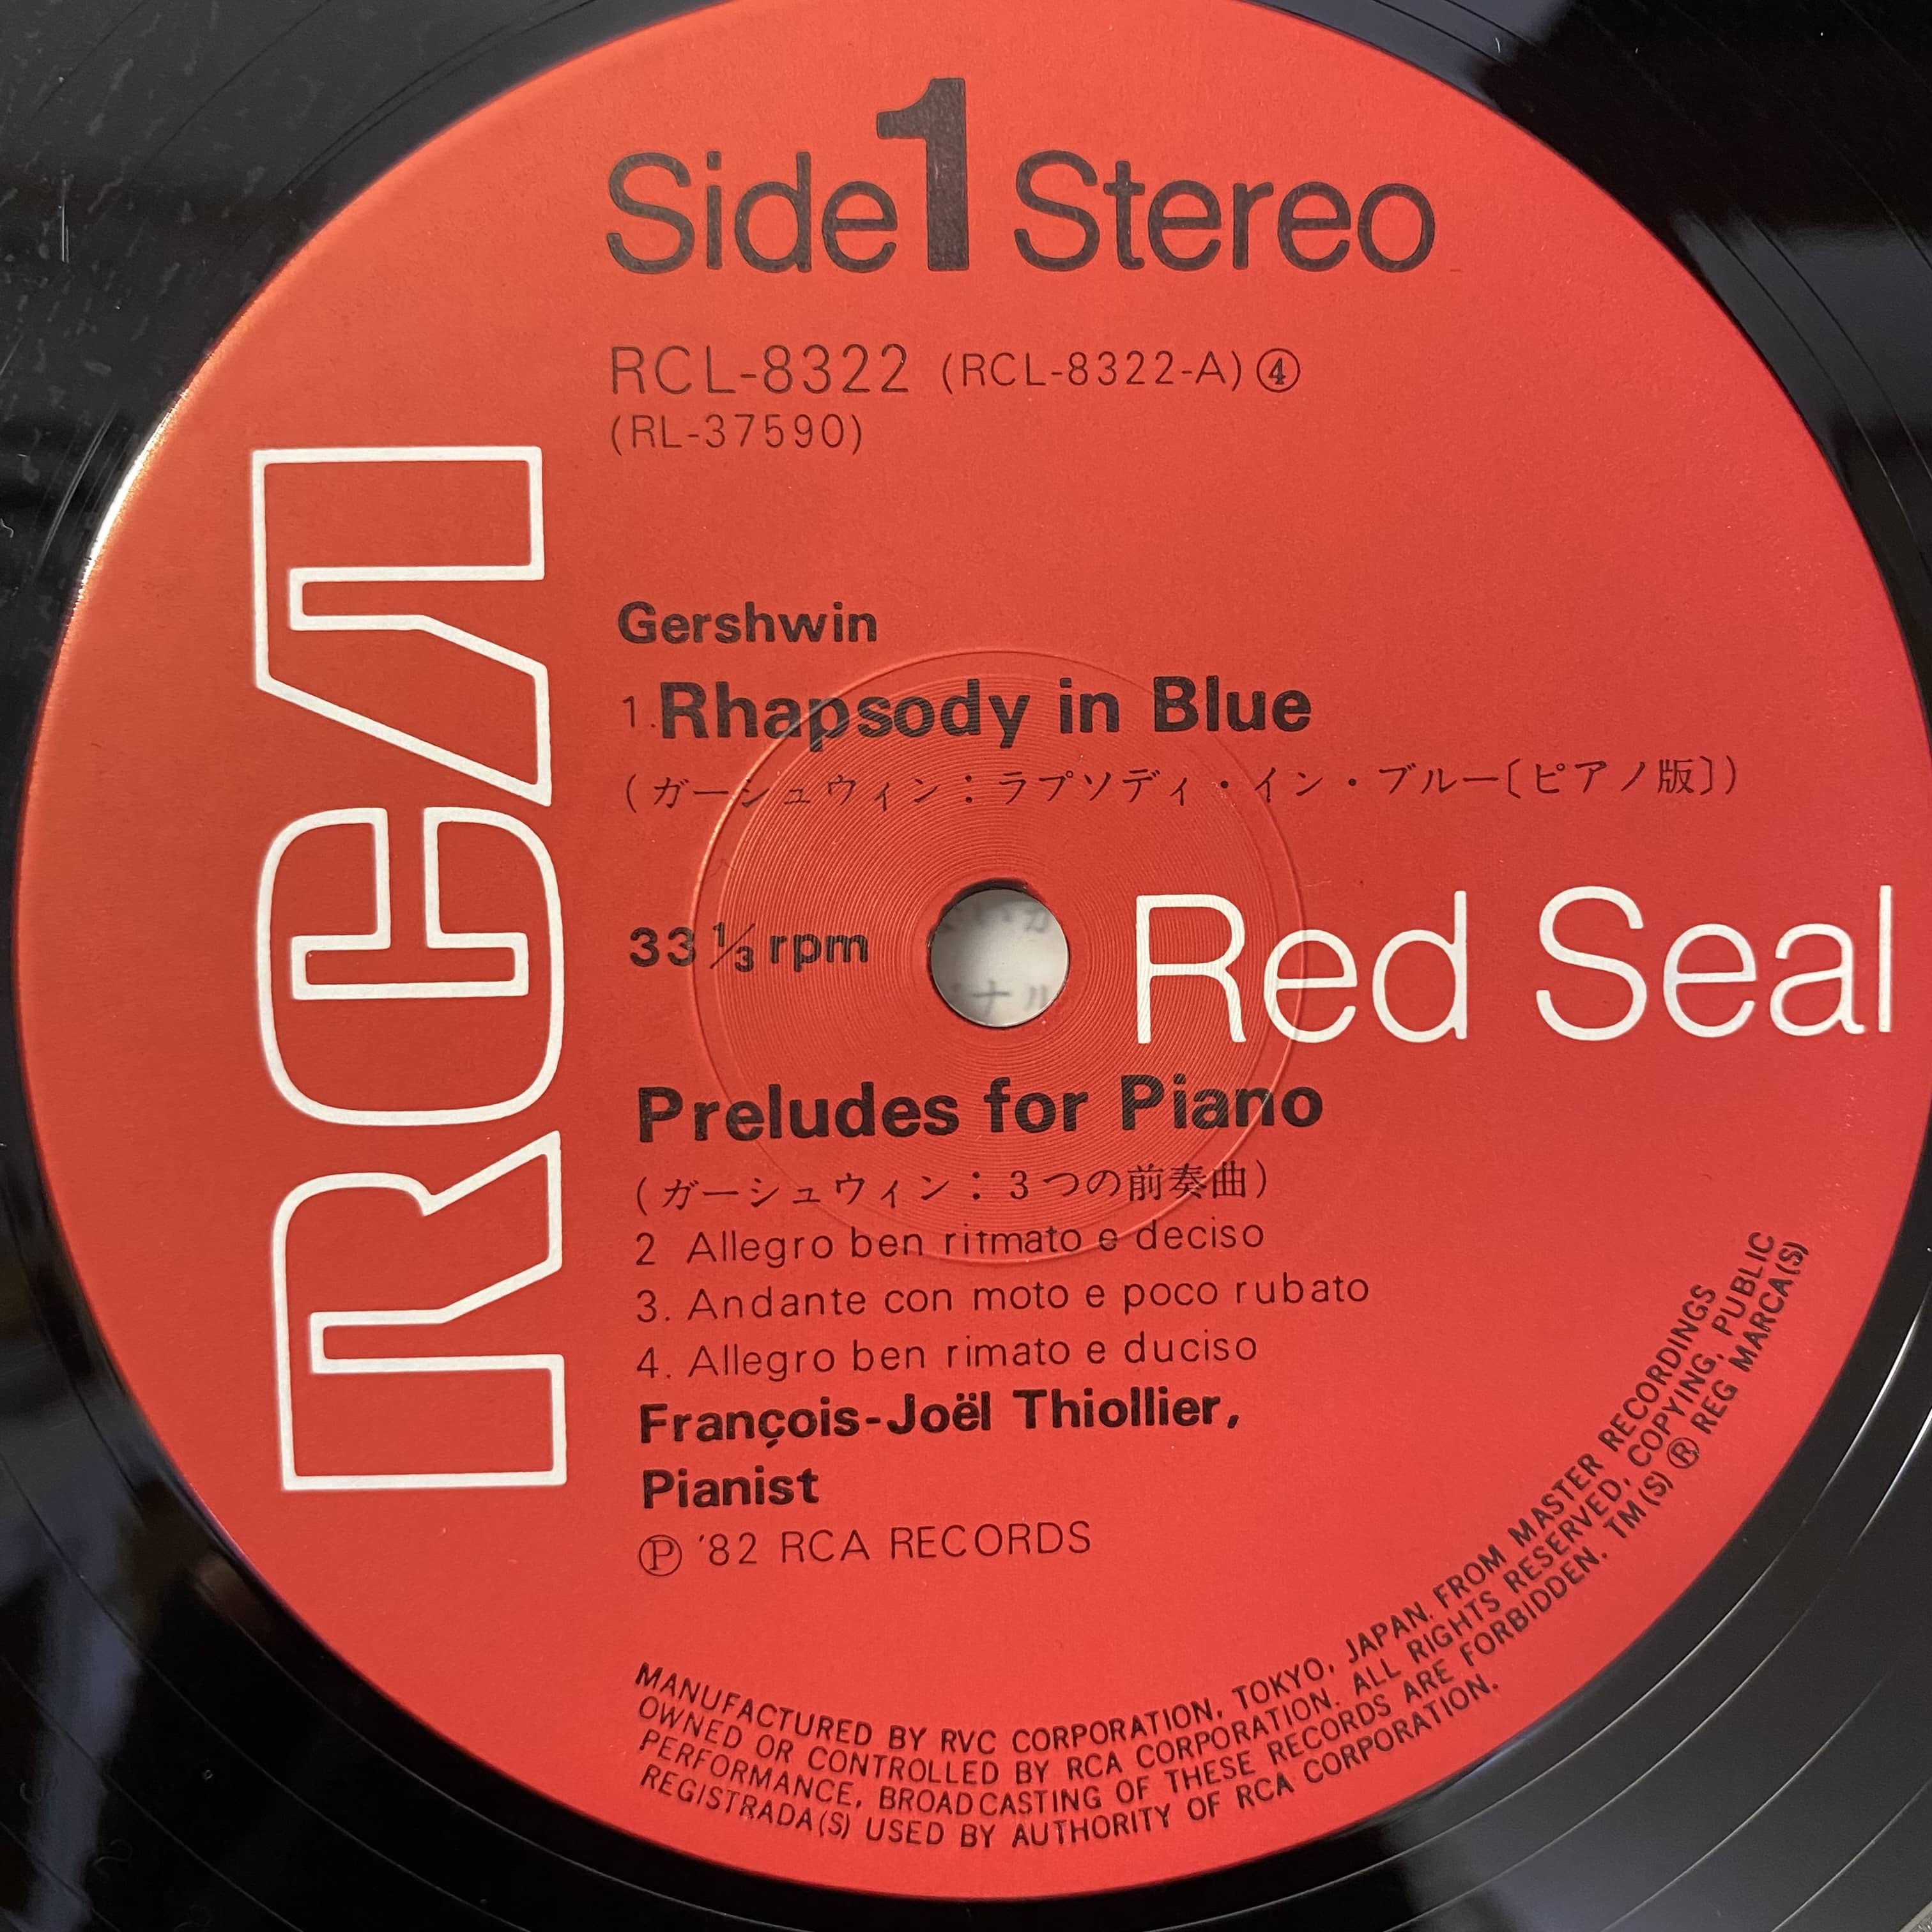 Side 1 Stereo
RCL-8322 (RCL-8322-A) ④
(RL-37590)
RCA
Gershwin
1. Rhapsody in Blue
(ガーシュウィン：ラプソディ・イン・ブルー〔ピアノ版〕)
33 1/3 rpm
Red Seal
Preludes for Piano
(ガーシュウィン：3つの前奏曲)
2 Allegro ben ritmato e deciso
3. Andante con moto e poco rubato
4. Allegro ben rimato e duciso
François-Joël Thiollier,
Pianist
Ⓟ '82 RCA RECORDS
MANUFACTURED BY RVC CORPORATION, TOKYO, JAPAN. FROM MASTER RECORDINGS
OWNED OR CONTROLLED BY RCA CORPORATION. ALL RIGHTS RESERVED, COPYING, PUBLIC
PERFORMANCE, BROADCASTING OF THESE RECORDS ARE FORBIDDEN. TM(S) ® REG MARCA(S)
REGISTRADA(S) USED BY AUTHORITY OF RCA CORPORATION.